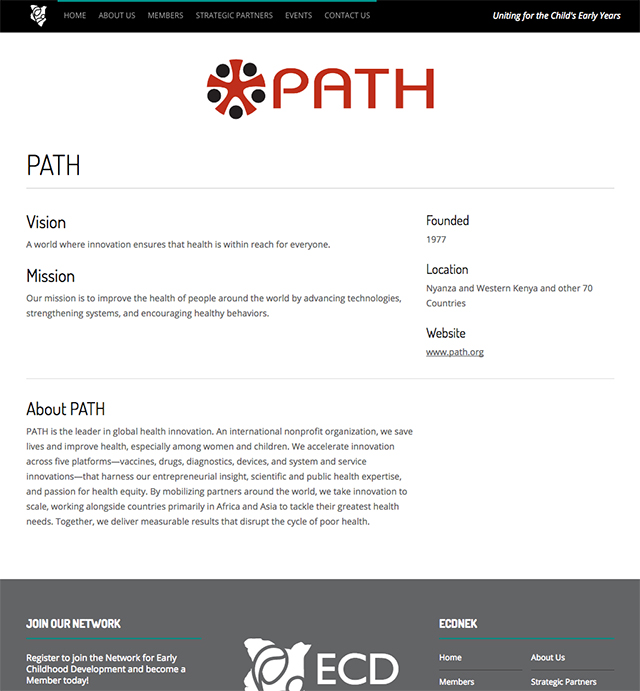 HOME ABOUT US MEMBERS STRATEGIC PARTNERS EVENTS CONTACT US Uniting for the Child's Early Years
PATH
PATH
Vision
A world where innovation ensures that health is within reach for everyone.
Mission
Our mission is to improve the health of people around the world by advancing technologies,
strengthening systems, and encouraging healthy behaviors.
Founded
1977
Location
Nyanza and Western Kenya and other 70
Countries
Website
www.path.org
About PATH
PATH is the leader in global health innovation. An international nonprofit organization, we save
lives and improve health, especially among women and children. We accelerate innovation
across five platforms—vaccines, drugs, diagnostics, devices, and system and service
innovations—that harness our entrepreneurial insight, scientific and public health expertise,
and passion for health equity. By mobilizing partners around the world, we take innovation to
scale, working alongside countries primarily in Africa and Asia to tackle their greatest health
needs. Together, we deliver measurable results that disrupt the cycle of poor health.
JOIN OUR NETWORK
Register to join the Network for Early
Childhood Development and become a
Member today!
ECD
ECDNEK
Home About Us
Members Strategic Partners